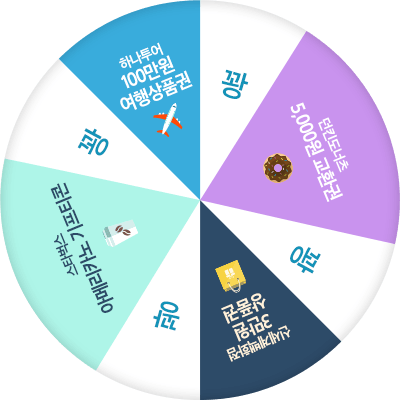 하나투어
100만원
여행상품권
꽝
던킨도너츠
5,000원 교환권
꽝
신세계백화점
3만원
상품권
꽝
스타벅스
아메리카노 기프티콘
꽝